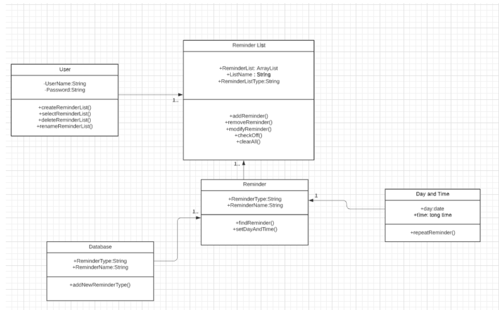 Reminder List
+ReminderList: ArrayList
+ListName : String
+ReminderListType:String
+addReminder()
+removeReminder()
+modifyReminder()
+checkOff()
+clearAll()
User
-UserName:String
-Password:String
+createReminderList()
+selectReminderList()
+deleteReminderList()
+renameReminderList()
1..
1..
Reminder
+ReminderType:String
+ReminderName:String
+findReminder()
+setDayAndTime()
1
1..
Day and Time
+day:date
+time: long time
+repeatReminder()
Database
+ReminderType:String
+ReminderName:String
+addNewReminderType()